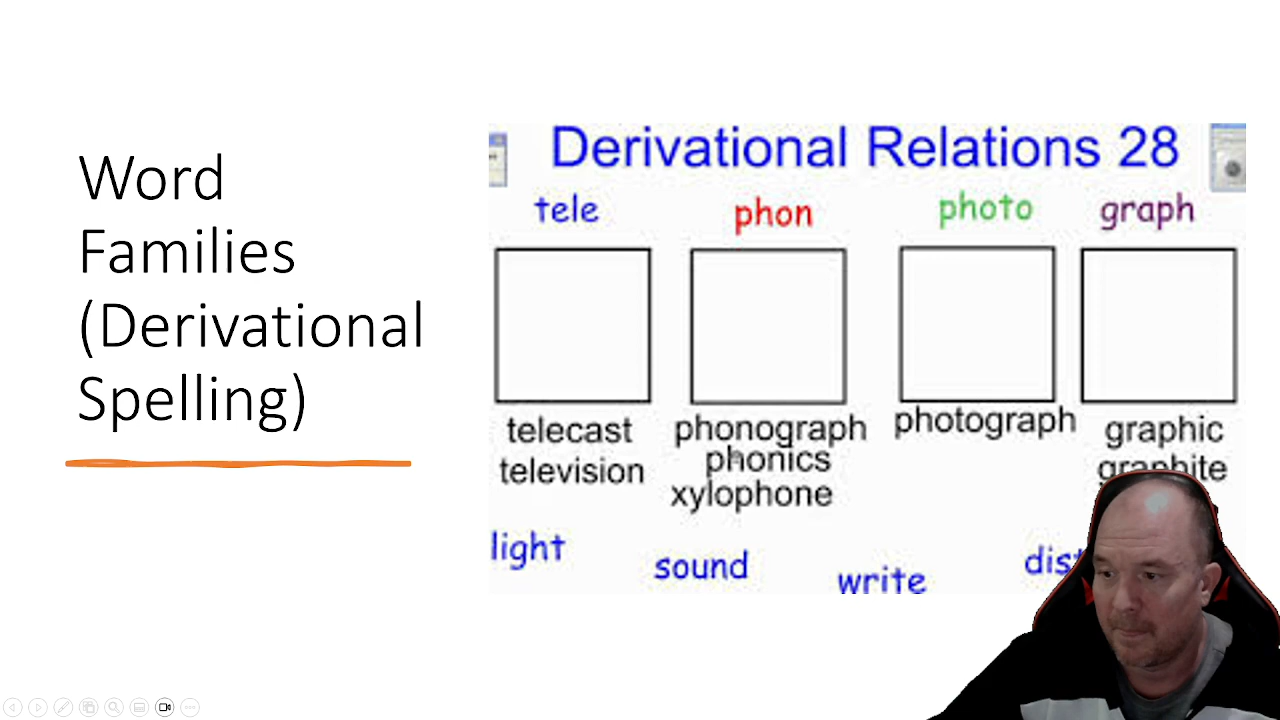 Word
Families
(Derivational
Spelling)
Derivational Relations 28
tele phon photo graph
telecast phonograph photograph graphic
television phonics graphite
xylophone
light sound write